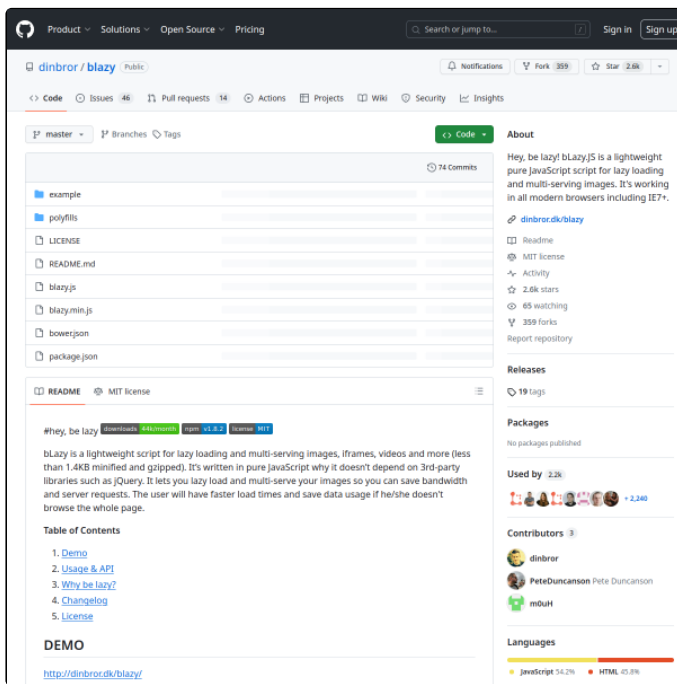 Product Solutions Open Source Pricing Search or jump to... / Sign in Sign up
dinbror / blazy Public Notifications Fork 359 Star 2.6k
Code Issues 46 Pull requests 14 Actions Projects Wiki Security Insights
master Branches Tags Code
74 Commits
example
polyfills
LICENSE
README.md
blazy.js
blazy.min.js
bower.json
package.json
README MIT license
#hey, be lazy downloads 44k/month npm v1.8.2 license MIT
bLazy is a lightweight script for lazy loading and multi-serving images, iframes, videos and more (less
than 1.4KB minified and gzipped). It's written in pure JavaScript why it doesn't depend on 3rd-party
libraries such as jQuery. It lets you lazy load and multi-serve your images so you can save bandwidth
and server requests. The user will have faster load times and save data usage if he/she doesn't
browse the whole page.
Table of Contents
1. Demo
2. Usage & API
3. Why be lazy?
4. Changelog
5. License
DEMO
http://dinbror.dk/blazy/
About
Hey, be lazy! bLazy.JS is a lightweight
pure JavaScript script for lazy loading
and multi-serving images. It's working
in all modern browsers including IE7+.
dinbror.dk/blazy
Readme
MIT license
Activity
2.6k stars
65 watching
359 forks
Report repository
Releases
19 tags
Packages
No packages published
Used by 2.2k
+ 2,240
Contributors 3
dinbror
PeteDuncanson Pete Duncanson
m0uH
Languages
JavaScript 54.2% HTML 45.8%